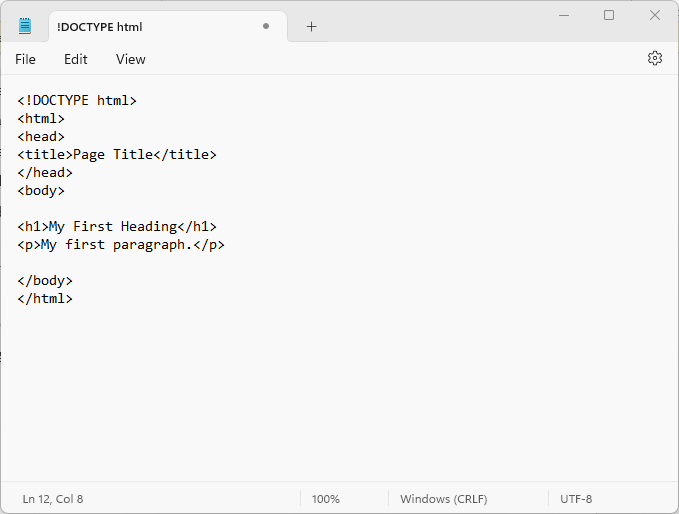 !DOCTYPE html
File Edit View
<!DOCTYPE html>
<html>
<head>
<title>Page Title</title>
</head>
<body>
<h1>My First Heading</h1>
<p>My first paragraph.</p>
</body>
</html>
Ln 12, Col 8 100% Windows (CRLF) UTF-8